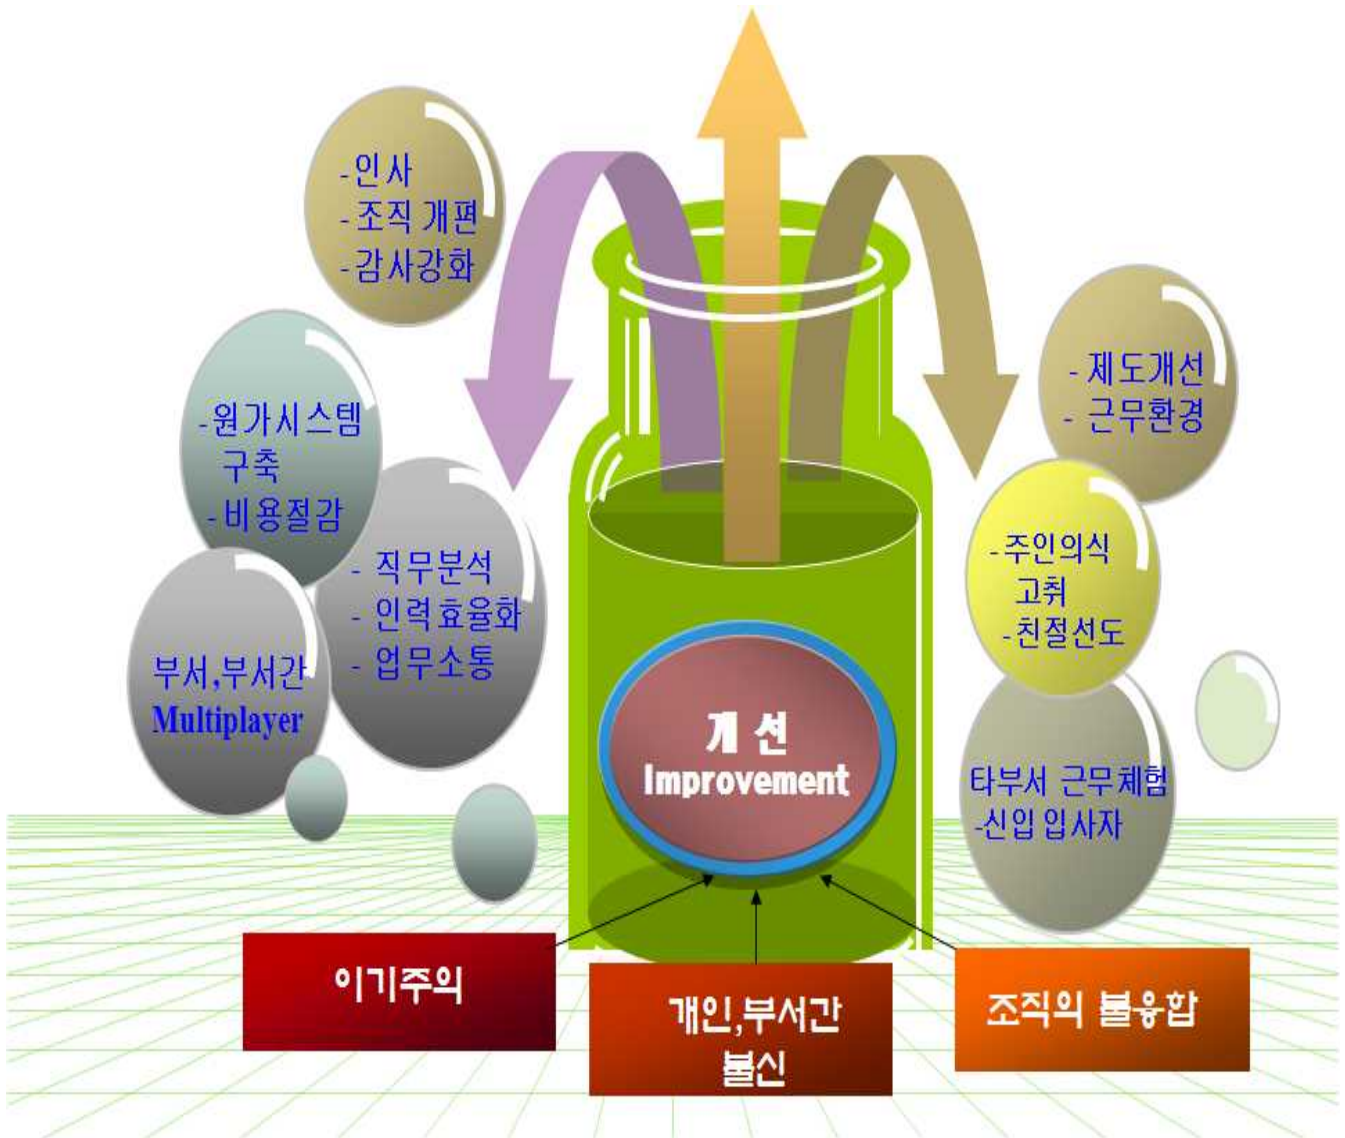 -인사
-조직 개편
-감사강화
-원가시스템
구축
-비용절감
- 직무분석
- 인력효율화
- 업무소통
부서,부서간
Multiplayer
- 제도개선
- 근무환경
-주인의식
고취
-친절선도
타부서 근무체험
-신입 입사자
개 선
Improvement
이기주의
개인,부서간
불신
조직의 불융합